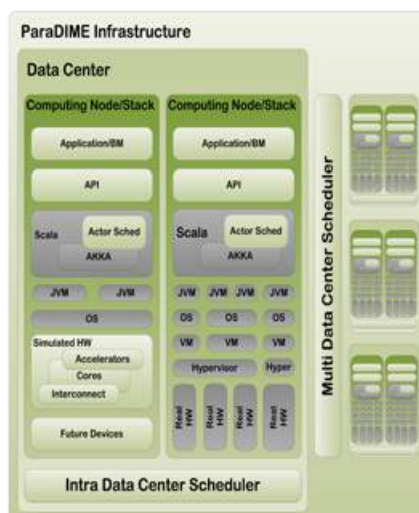 ParaDIME Infrastructure
Data Center
Computing Node/Stack
Application/BM
API
Scala
Actor Sched
AKKA
JVM JVM
OS
Simulated HW
Accelerators
Cores
Interconnect
Future Devices
Computing Node/Stack
Application/BM
API
Scala
Actor Sched
AKKA
JVM JVM JVM JVM
OS OS OS
VM VM VM
Hypervisor Hyper
Real HW
Real HW
Real HW
Real HW
Intra Data Center Scheduler
Multi Data Center Scheduler